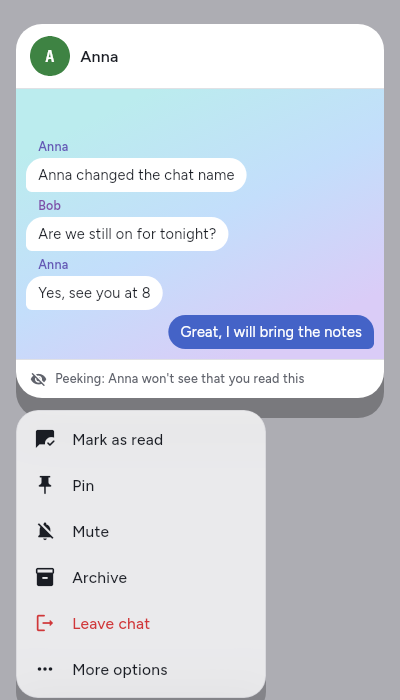 A
Anna
Anna
Anna changed the chat name
Bob
Are we still on for tonight?
Anna
Yes, see you at 8
Great, I will bring the notes
Peeking: Anna won't see that you read this
Mark as read
Pin
Mute
Archive
Leave chat
More options